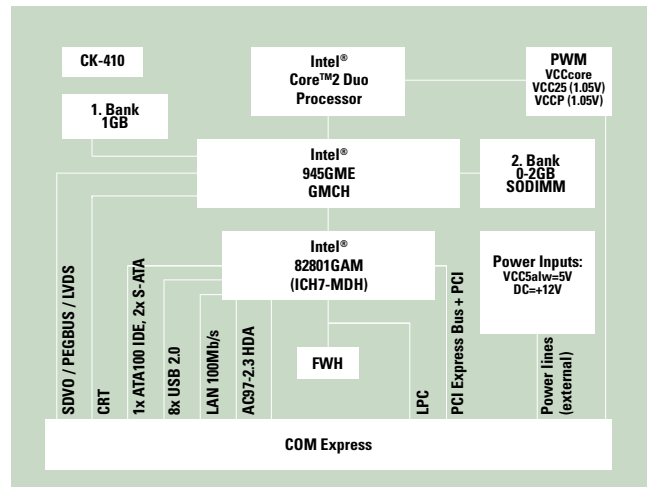 CK-410
Intel®
Core™2 Duo
Processor
PWM
VCCcore
VCC25 (1.05V)
VCCP (1.05V)
1. Bank
1GB
Intel®
945GME
GMCH
2. Bank
0-2GB
SODIMM
Intel®
82801GAM
(ICH7-MDH)
Power Inputs:
VCC5alw=5V
DC=+12V
FWH
SDVO / PEGBUS / LVDS
CRT
1x ATA100 IDE, 2x S-ATA
8x USB 2.0
LAN 100Mb/s
AC97-2.3 HDA
LPC
PCI Express Bus + PCI
Power lines
(external)
COM Express